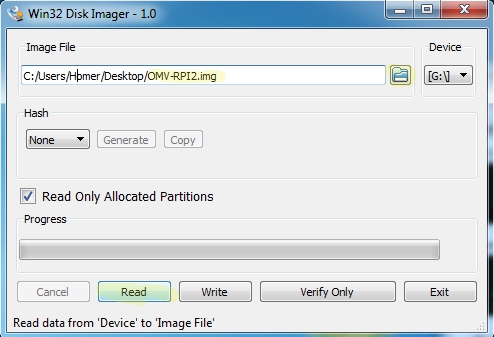 Win32 Disk Imager - 1.0
Image File
Device
C:/Users/Homer/Desktop/OMV-RPI2.img
[G:\]
Hash
None
Generate
Copy
Read Only Allocated Partitions
Progress
Cancel
Read
Write
Verify Only
Exit
Read data from 'Device' to 'Image File'